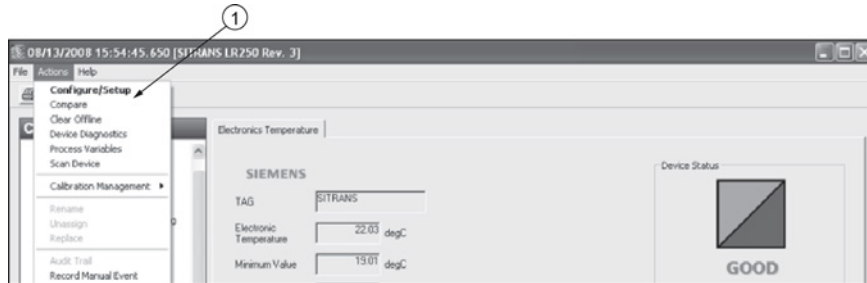 1
08/13/2008 15:54:45.650 [SITRANS LR250 Rev. 3]
File Actions Help
Configure/Setup
Compare
Clear Offline
Device Diagnostics
Process Variables
Scan Device
Calibration Management
Rename
Unassign
Replace
Audit Trail
Record Manual Event
Electronics Temperature
SIEMENS
TAG SITRANS
Electronic Temperature 22.03 degC
Minimum Value 19.01 degC
Device Status
GOOD